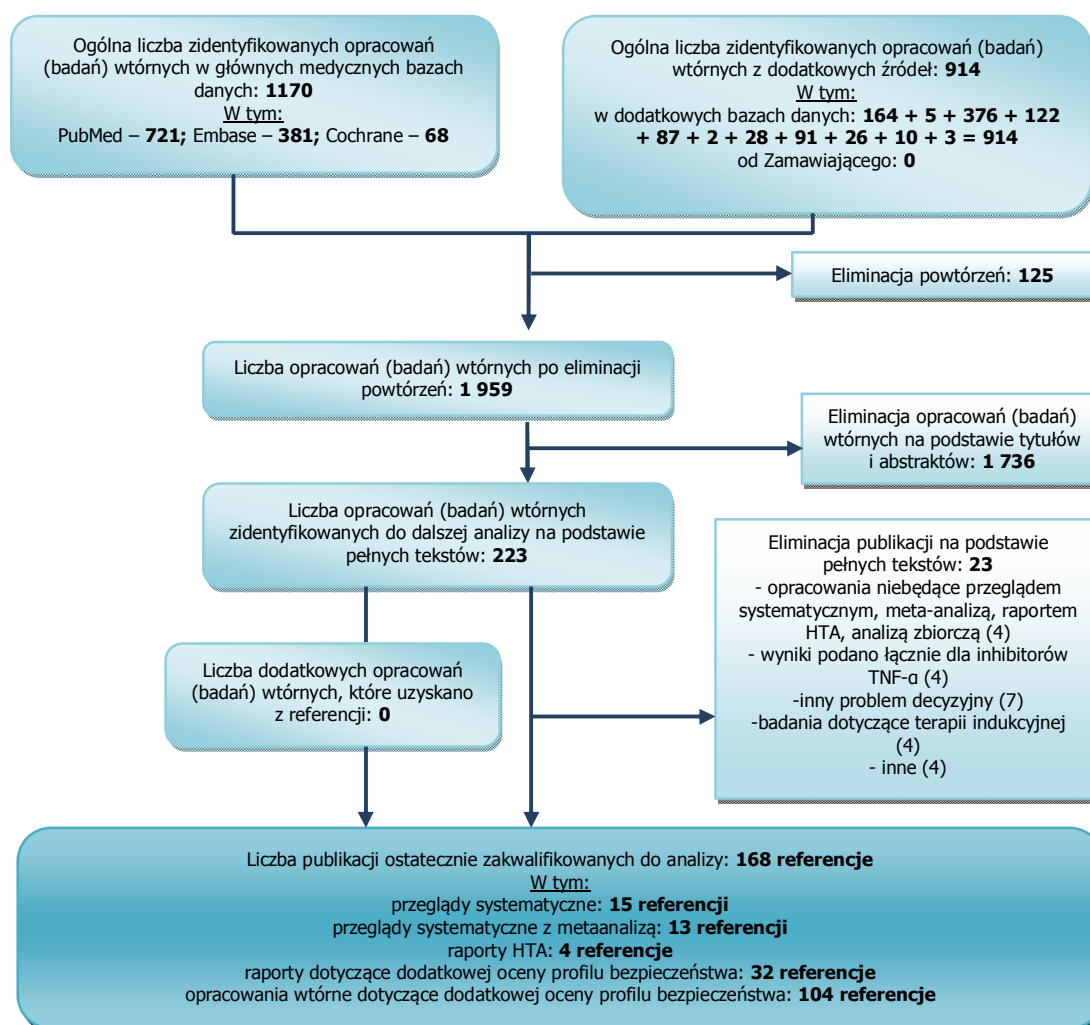 Ogólna liczba zidentyfikowanych opracowań
(badań) wtórnych w głównych medycznych bazach
danych: 1170
W tym:
PubMed – 721; Embase – 381; Cochrane – 68
Ogólna liczba zidentyfikowanych opracowań (badań)
wtórnych z dodatkowych źródeł: 914
W tym:
w dodatkowych bazach danych: 164 + 5 + 376 + 122
+ 87 + 2 + 28 + 91 + 26 + 10 + 3 = 914
od Zamawiającego: 0
Eliminacja powtórzeń: 125
Liczba opracowań (badań) wtórnych po eliminacji
powtórzeń: 1 959
Eliminacja opracowań (badań)
wtórnych na podstawie tytułów
i abstraktów: 1 736
Liczba opracowań (badań) wtórnych
zidentyfikowanych do dalszej analizy na podstawie
pełnych tekstów: 223
Eliminacja publikacji na podstawie
pełnych tekstów: 23
- opracowania niebędące przeglądem
systematycznym, meta-analizą, raportem
HTA, analizą zbiorczą (4)
- wyniki podano łącznie dla inhibitorów
TNF-α (4)
-inny problem decyzyjny (7)
-badania dotyczące terapii indukcyjnej
(4)
- inne (4)
Liczba dodatkowych opracowań
(badań) wtórnych, które uzyskano
z referencji: 0
Liczba publikacji ostatecznie zakwalifikowanych do analizy: 168 referencje
W tym:
przeglądy systematyczne: 15 referencji
przeglądy systematyczne z metaanalizą: 13 referencji
raporty HTA: 4 referencje
raporty dotyczące dodatkowej oceny profilu bezpieczeństwa: 32 referencje
opracowania wtórne dotyczące dodatkowej oceny profilu bezpieczeństwa: 104 referencje